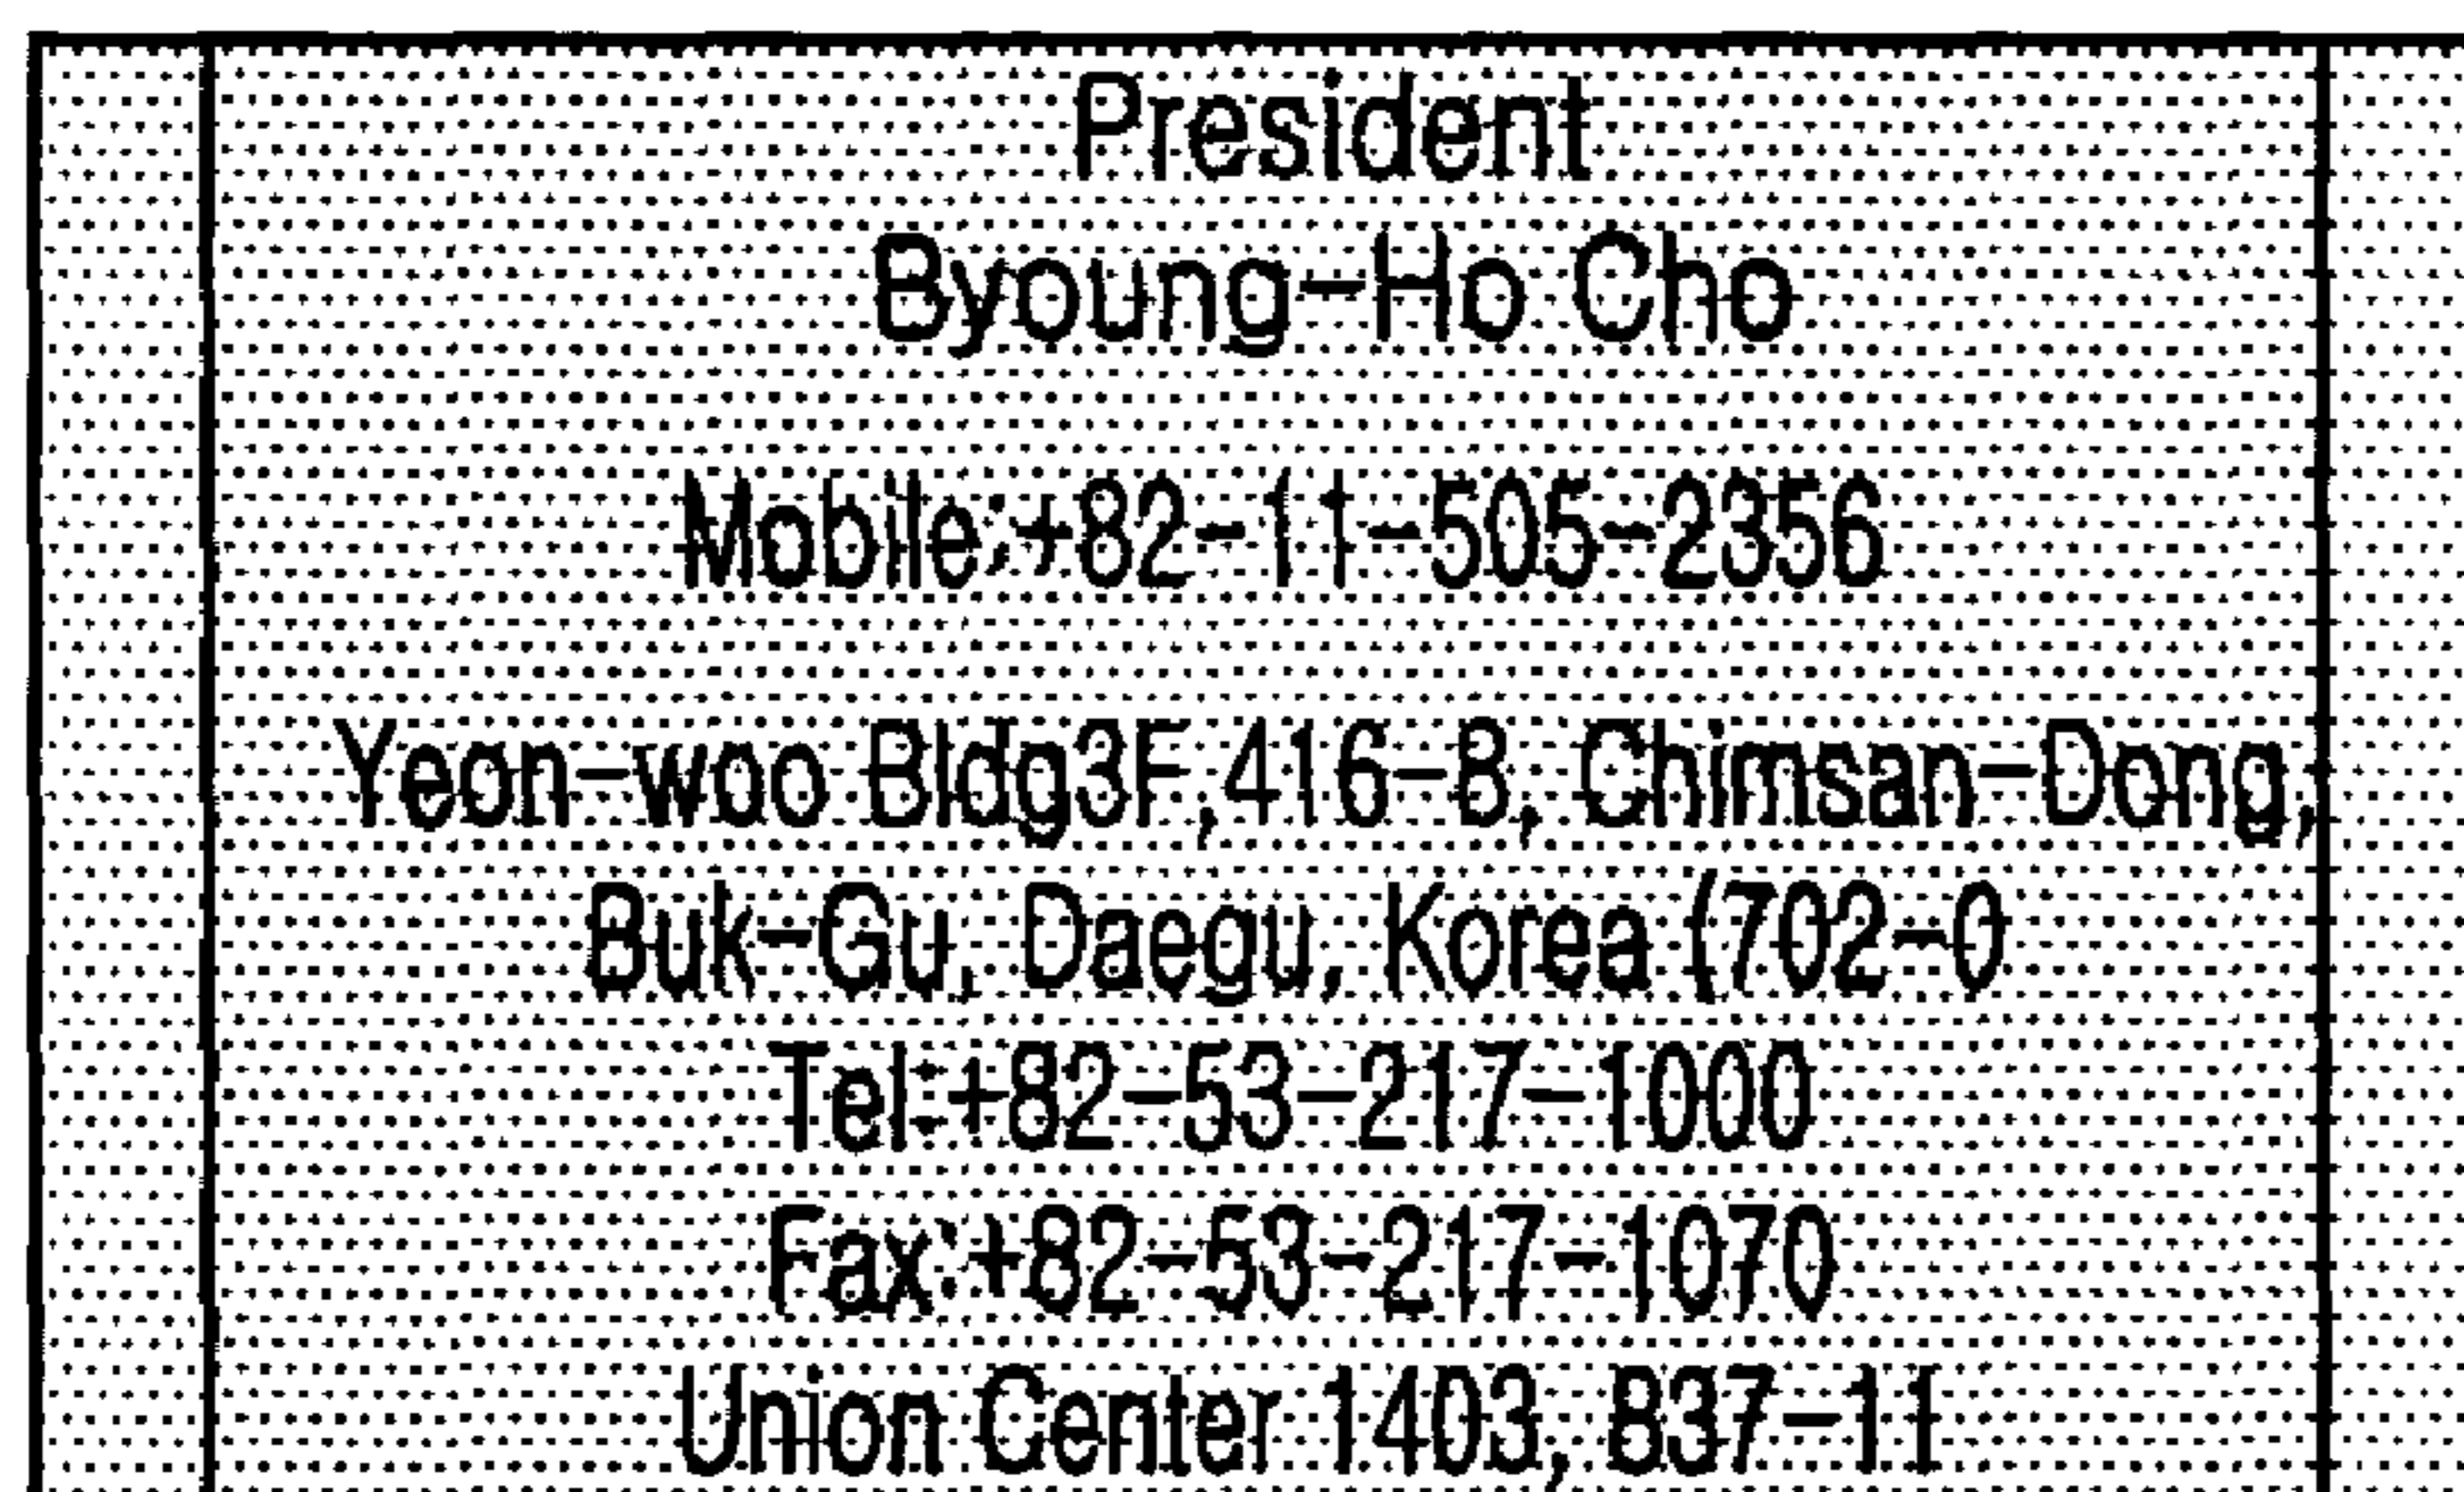 President
Byoung-Ho Cho
Mobile:+82-11-505-2356
Yeon-woo Bldg3F,416-8, Chimsan-Dong,
Buk-Gu, Daegu, Korea (702-0
Tel:+82-53-217-1000
Fax:+82-53-217-1070
Union Center 1403, 837-11